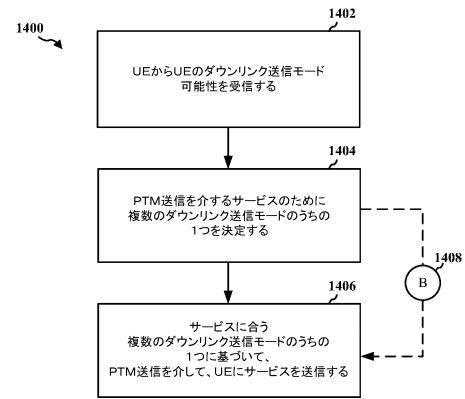 1400
1402
UEからUEのダウンリンク送信モード
可能性を受信する
1404
PTM送信を介するサービスのために
複数のダウンリンク送信モードのうちの
1つを決定する
1408
B
1406
サービスに合う
複数のダウンリンク送信モードのうちの
1つに基づいて、
PTM送信を介して、UEにサービスを送信する